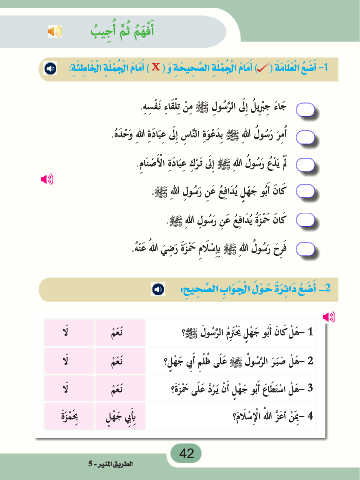 أَفْهَمُ ثُمَّ أُجِيبُ
1- أَضَعُ الْعَلَامَةَ (✓) أَمَامَ الْجُمْلَةِ الصَّحِيحَةِ وَ ( X ) أَمَامَ الْجُمْلَةِ الْخَاطِئَةِ:
جَاءَ جِبْرِيلُ إِلَى الرَّسُولِ ﷺ مِنْ تِلْقَاءِ نَفْسِهِ.
أُمِرَ رَسُولُ اللهِ ﷺ بِدَعْوَةِ النَّاسِ إِلَى عِبَادَةِ اللهِ وَحْدَهُ.
لَمْ يَدْعُ رَسُولُ اللهِ ﷺ إِلَى تَرْكِ عِبَادَةِ الْأَصْنَامِ.
كَانَ أَبُو جَهْلٍ يُدَافِعُ عَنْ رَسُولِ اللهِ ﷺ.
كَانَ حَمْزَةُ يُدَافِعُ عَنْ رَسُولِ اللهِ ﷺ.
فَرِحَ رَسُولُ اللهِ ﷺ بِإِسْلَامِ حَمْزَةَ رَضِيَ اللهُ عَنْهُ.
2- أَضَعُ دَائِرَةً حَوْلَ الْجَوَابِ الصَّحِيحِ:
1 -هَلْ كَانَ أَبُو جَهْلٍ يَحْتَرِمُ الرَّسُولَ ﷺ؟ نَعَمْ لَا
2 -هَلْ صَبَرَ الرَّسُولُ ﷺ عَلَى ظُلْمِ أَبِي جَهْلٍ؟ نَعَمْ لَا
3 -هَلْ اسْتَطَاعَ أَبُو جَهْلٍ أَنْ يَرُدَّ عَلَى حَمْزَةَ؟ نَعَمْ لَا
4 -بِمَنْ أَعَزَّ اللهُ الْإِسْلَامَ؟ بِأَبِي جَهْلٍ بِحَمْزَةَ
42
الطريق المنير - 5